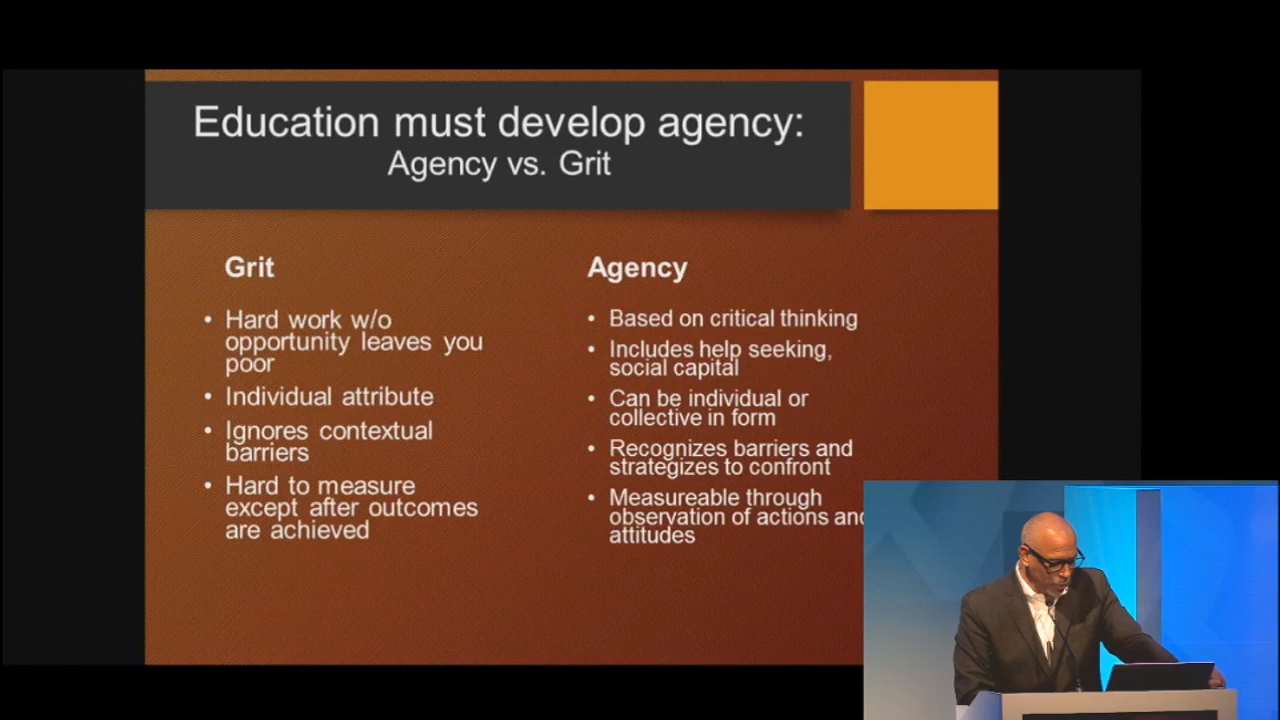 Education must develop agency:
Agency vs. Grit
Grit
• Hard work w/o
opportunity leaves you
poor
• Individual attribute
• Ignores contextual
barriers
• Hard to measure
except after outcomes
are achieved
Agency
• Based on critical thinking
• Includes help seeking,
social capital
• Can be individual or
collective in form
• Recognizes barriers and
strategizes to confront
• Measureable through
observation of actions and
attitudes